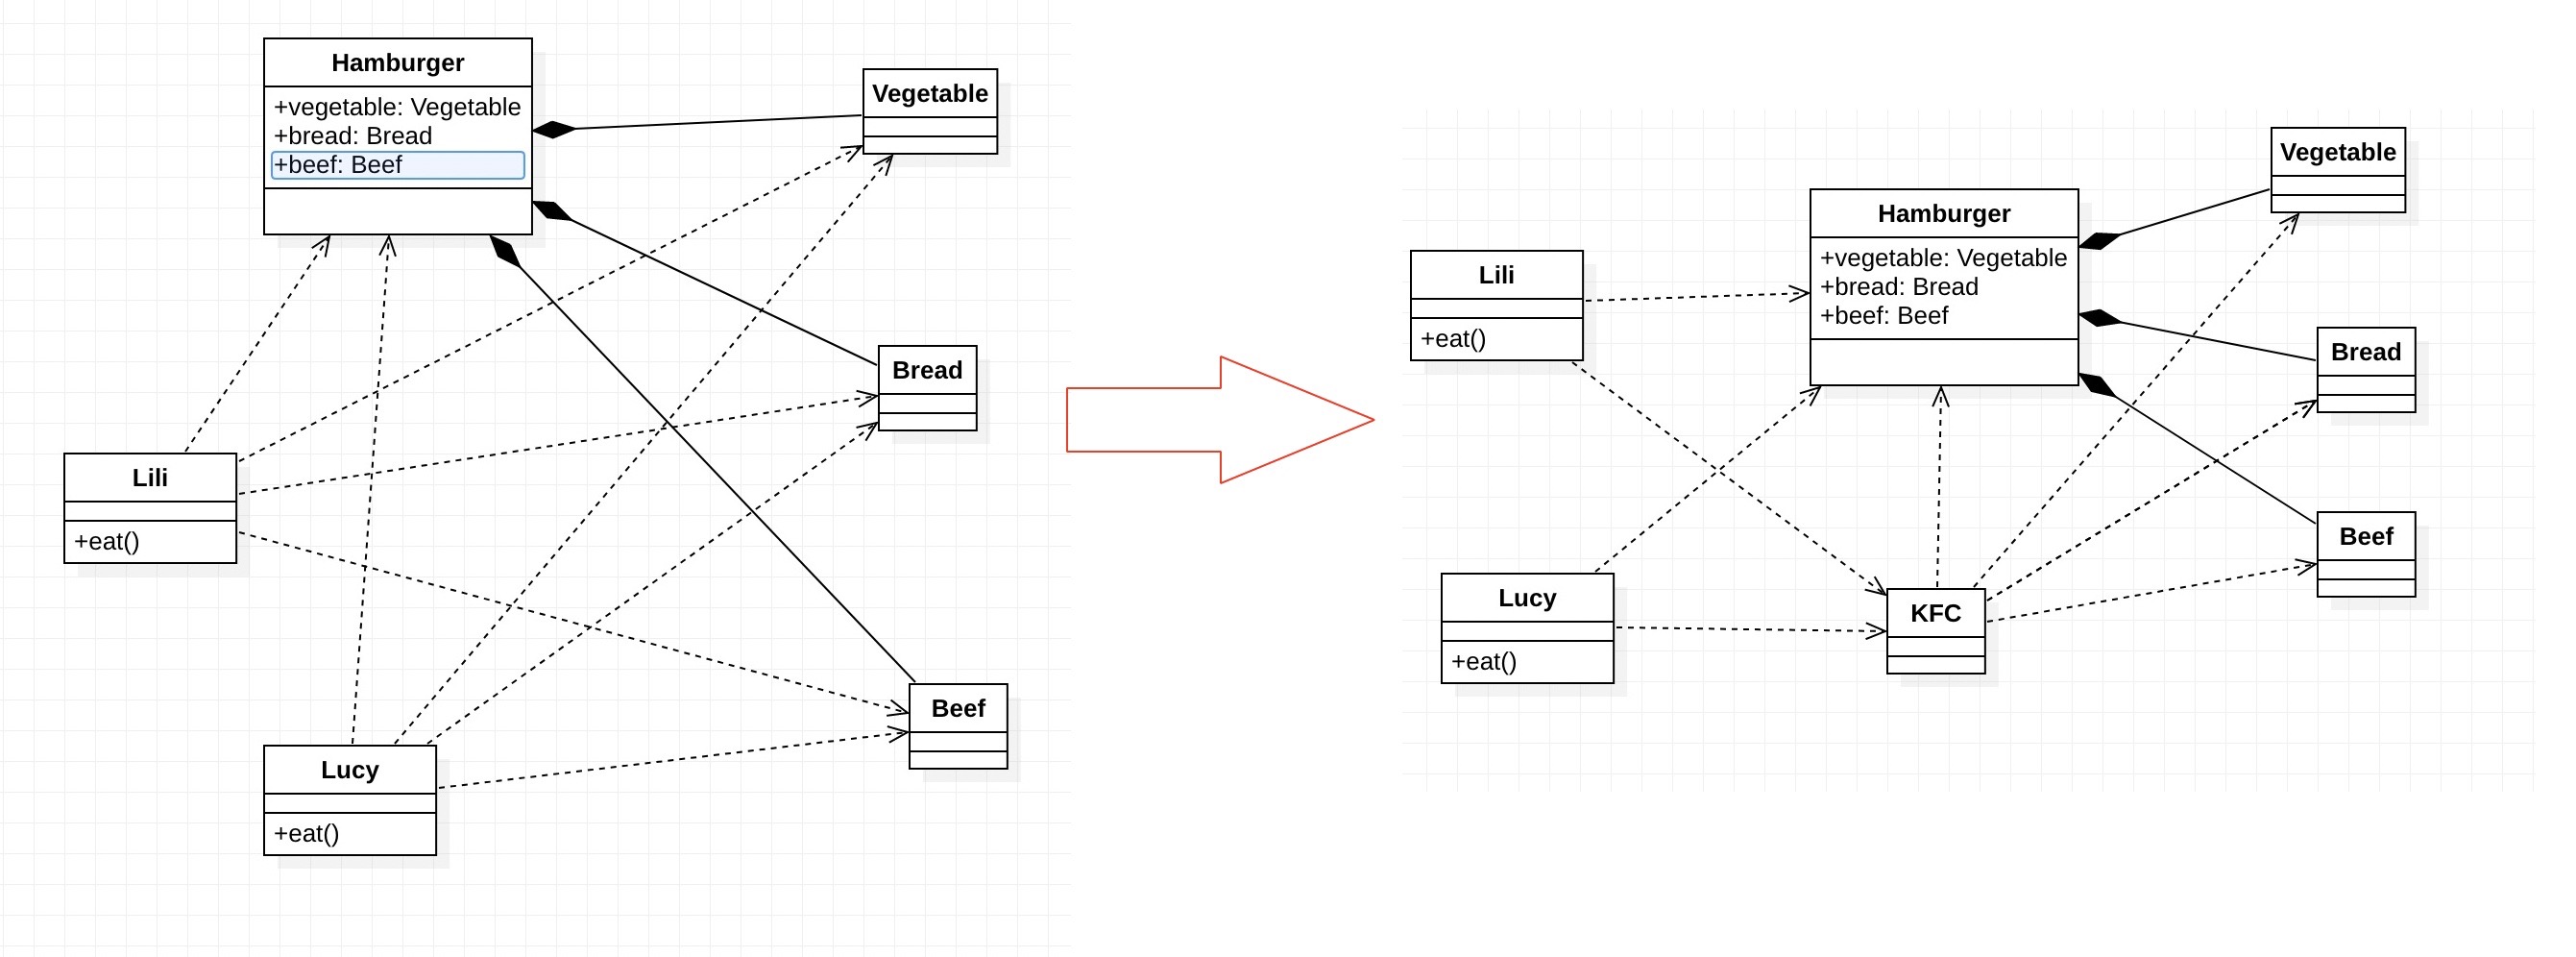 Hamburger
+vegetable: Vegetable
+bread: Bread
+beef: Beef
Vegetable
Bread
Lili
+eat()
Beef
Lucy
+eat()
Vegetable
Hamburger
+vegetable: Vegetable
+bread: Bread
+beef: Beef
Lili
+eat()
Bread
Beef
Lucy
+eat()
KFC